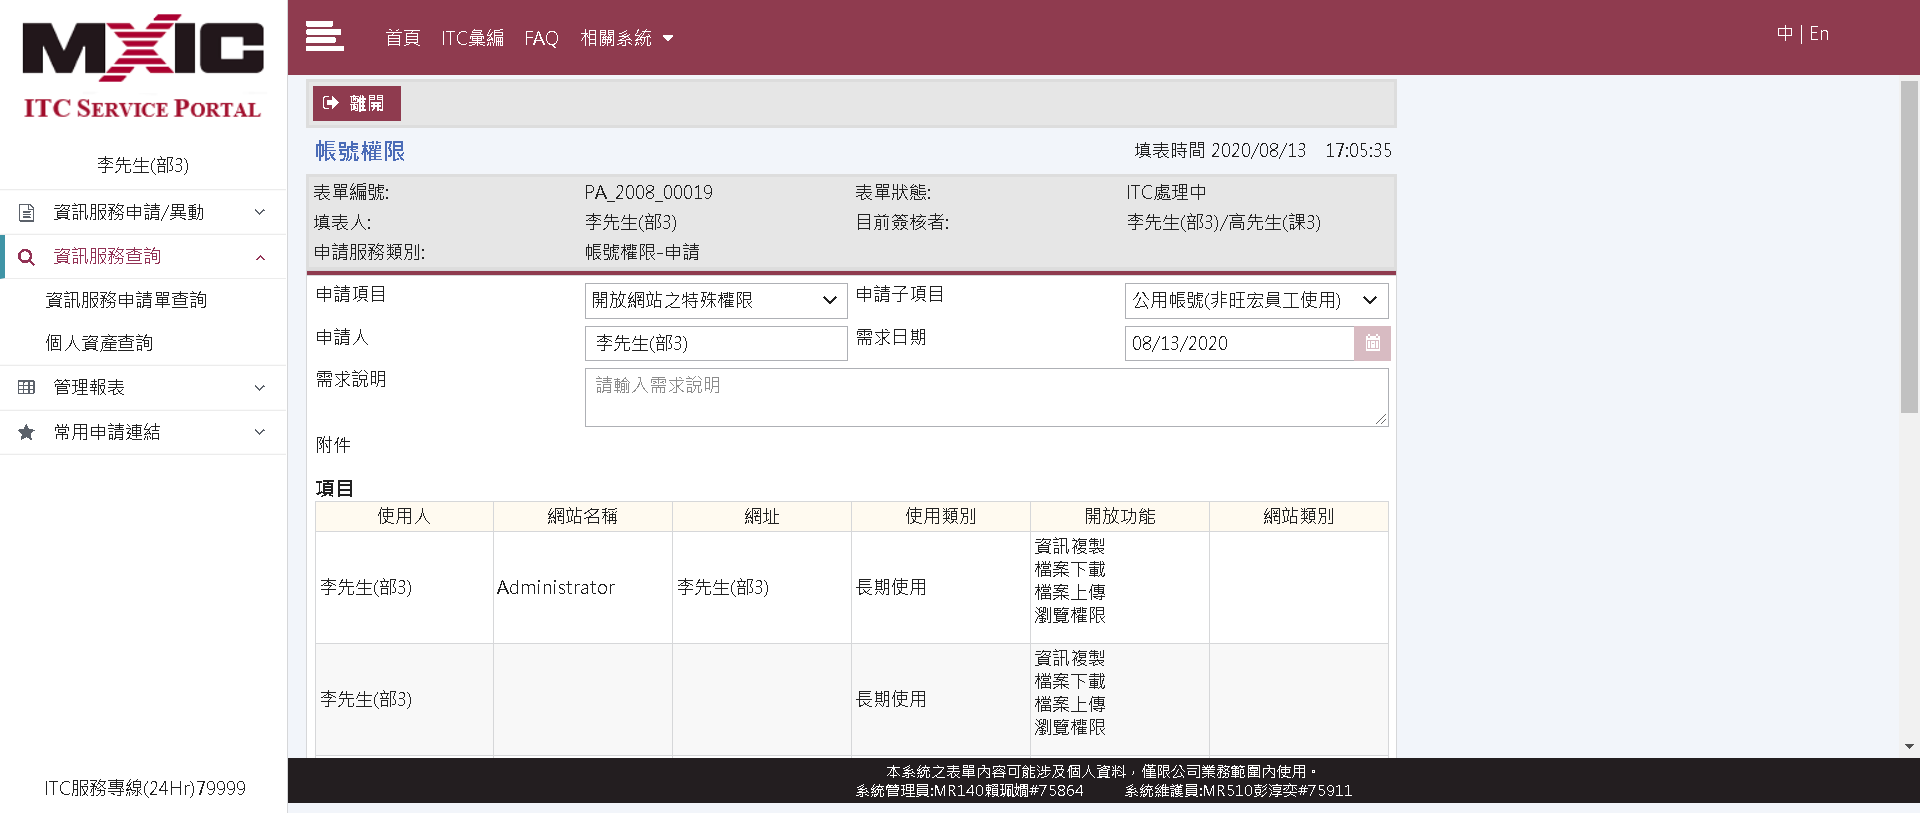 MXIC
ITC SERVICE PORTAL
李先生(部3)
資訊服務申請/異動
資訊服務查詢
資訊服務申請單查詢
個人資產查詢
管理報表
常用申請連結
ITC服務專線(24Hr)79999
首頁 ITC彙編 FAQ 相關系統
中 | En
離開
帳號權限 填表時間 2020/08/13 17:05:35
表單編號: PA_2008_00019 表單狀態: ITC處理中
填表人: 李先生(部3) 目前簽核者: 李先生(部3)/高先生(課3)
申請服務類別: 帳號權限-申請
申請項目 開放網站之特殊權限 申請子項目 公用帳號(非旺宏員工使用)
申請人 李先生(部3) 需求日期 08/13/2020
需求說明 請輸入需求說明
附件
項目
使用人 網站名稱 網址 使用類別 開放功能 網站類別
李先生(部3) Administrator 李先生(部3) 長期使用 資訊複製
檔案下載
檔案上傳
瀏覽權限
李先生(部3) 長期使用 資訊複製
檔案下載
檔案上傳
瀏覽權限
本系統之表單內容可能涉及個人資料，僅限公司業務範圍內使用。
系統管理員:MR140賴珮嫺#75864 系統維護員:MR510彭淳奕#75911